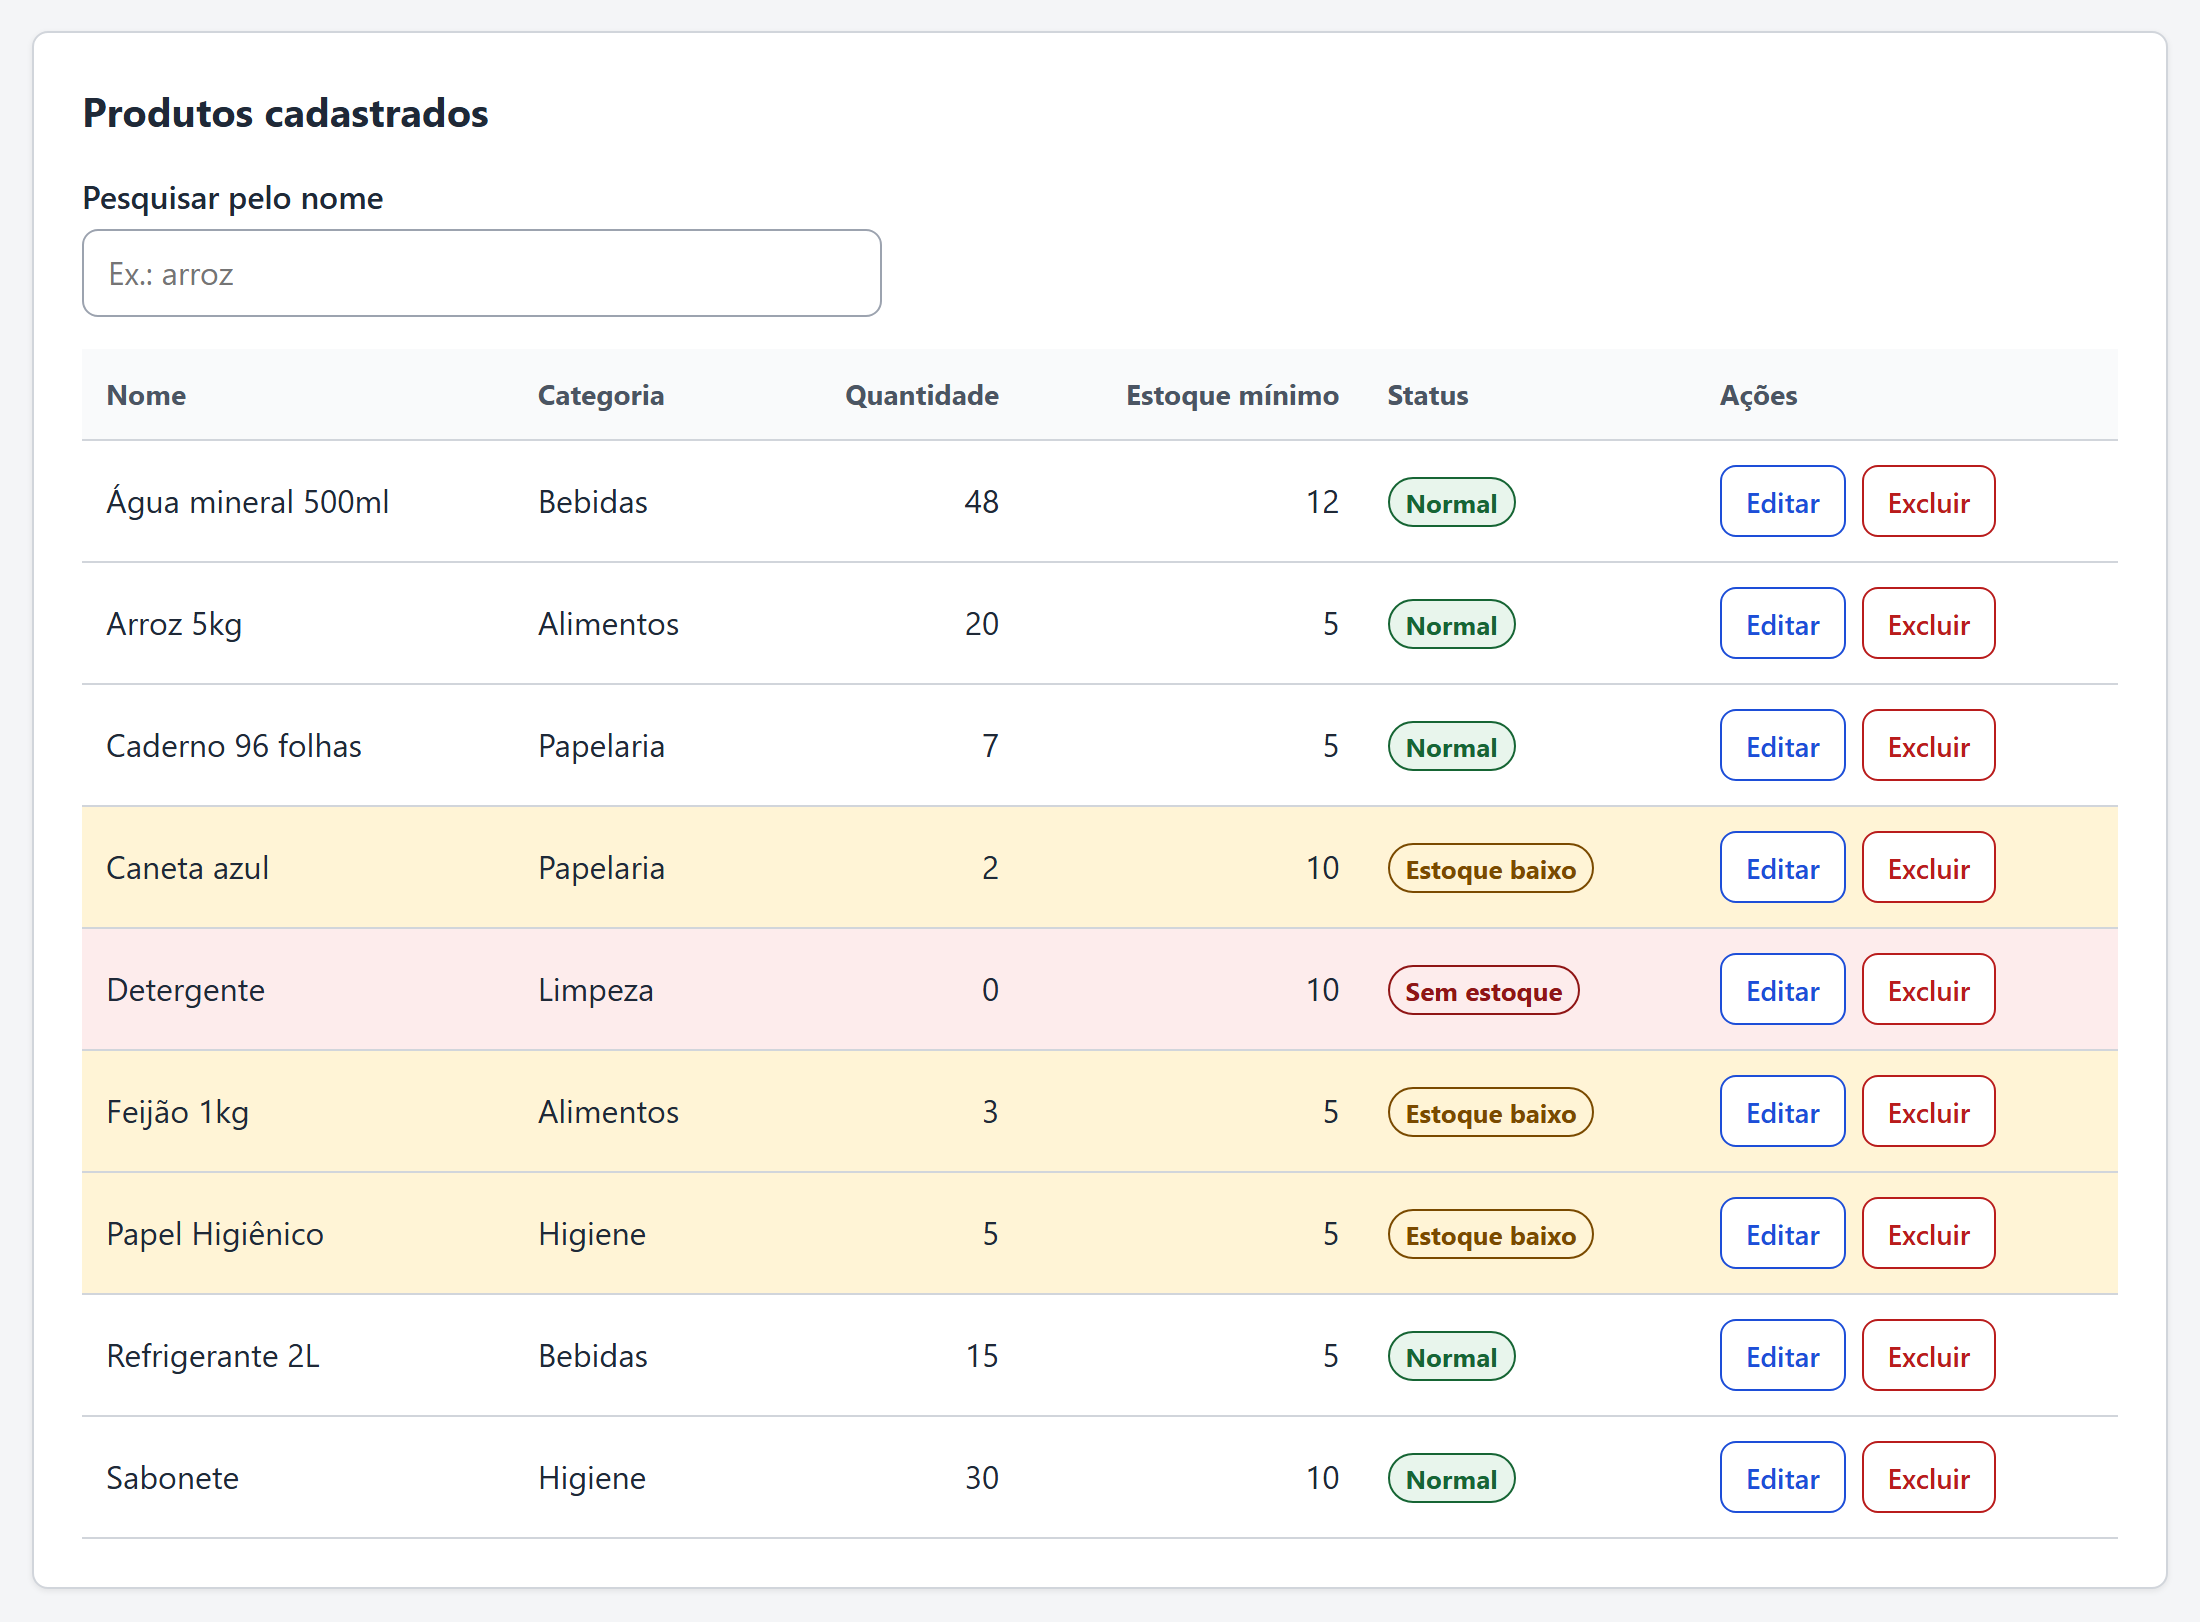 Produtos cadastrados
Pesquisar pelo nome
Ex.: arroz
Nome Categoria Quantidade Estoque mínimo Status Ações
Água mineral 500ml Bebidas 48 12 Normal Editar Excluir
Arroz 5kg Alimentos 20 5 Normal Editar Excluir
Caderno 96 folhas Papelaria 7 5 Normal Editar Excluir
Caneta azul Papelaria 2 10 Estoque baixo Editar Excluir
Detergente Limpeza 0 10 Sem estoque Editar Excluir
Feijão 1kg Alimentos 3 5 Estoque baixo Editar Excluir
Papel Higiênico Higiene 5 5 Estoque baixo Editar Excluir
Refrigerante 2L Bebidas 15 5 Normal Editar Excluir
Sabonete Higiene 30 10 Normal Editar Excluir